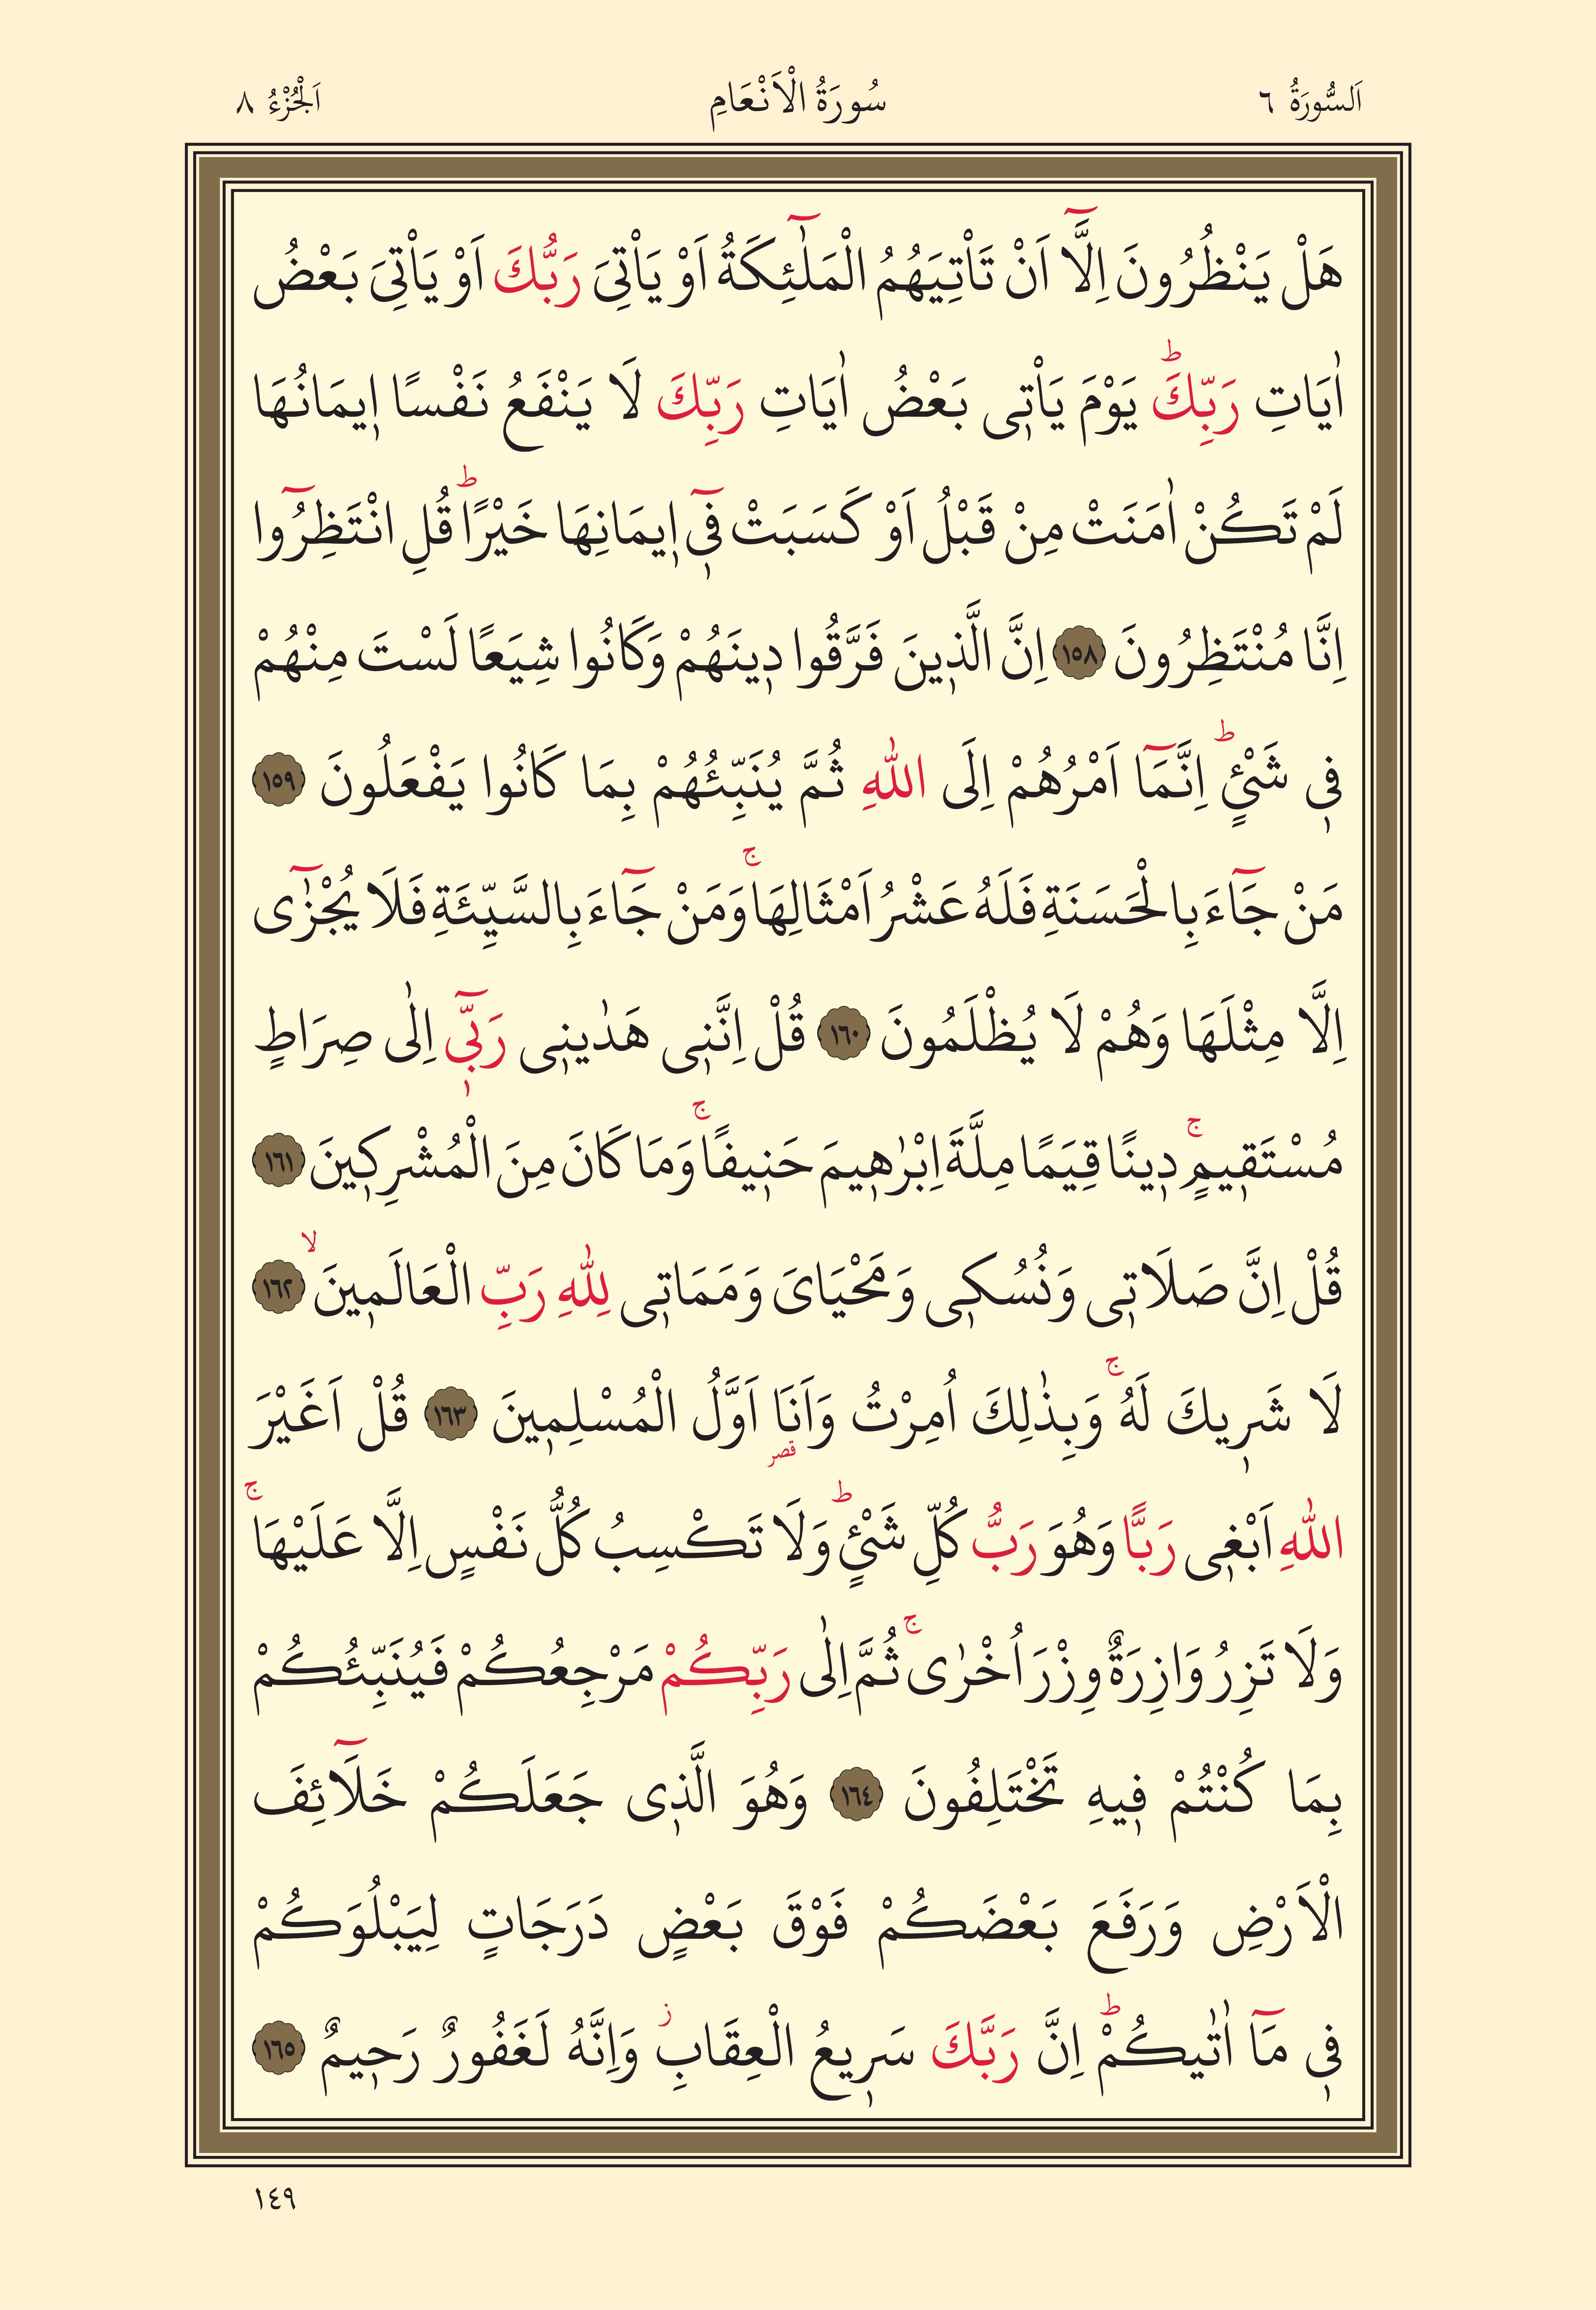 اَلسُّورَةُ ٦ سُورَةُ الْاَنْعَامِ اَلْجُزْءُ ٨
هَلْ يَنْظُرُونَ اِلَّٓا اَنْ تَاْتِيَهُمُ الْمَلٰٓئِكَةُ اَوْ يَاْتِىَ رَبُّكَ اَوْ يَاْتِىَ بَعْضُ
اٰيَاتِ رَبِّكَ ؕ يَوْمَ يَاْت۪ى بَعْضُ اٰيَاتِ رَبِّكَ لَا يَنْفَعُ نَفْسًا ا۪يمَانُهَا
لَمْ تَكُنْ اٰمَنَتْ مِنْ قَبْلُ اَوْ كَسَبَتْ ف۪ٓى ا۪يمَانِهَا خَيْرًا ؕ قُلِ انْتَظِرُٓوا
اِنَّا مُنْتَظِرُونَ ١٥٨ اِنَّ الَّذ۪ينَ فَرَّقُوا د۪ينَهُمْ وَكَانُوا شِيَعًا لَسْتَ مِنْهُمْ
ف۪ى شَىْءٍ ؕ اِنَّمَٓا اَمْرُهُمْ اِلَى اللّٰهِ ثُمَّ يُنَبِّئُهُمْ بِمَا كَانُوا يَفْعَلُونَ ١٥٩
مَنْ جَٓاءَ بِالْحَسَنَةِ فَلَهُ عَشْرُ اَمْثَالِهَا ۚ وَمَنْ جَٓاءَ بِالسَّيِّئَةِ فَلَا يُجْزٰٓى
اِلَّا مِثْلَهَا وَهُمْ لَا يُظْلَمُونَ ١٦٠ قُلْ اِنَّن۪ى هَدٰين۪ى رَبّ۪ٓى اِلٰى صِرَاطٍ
مُسْتَق۪يمٍ ۚ د۪ينًا قِيَمًا مِلَّةَ اِبْرٰه۪يمَ حَن۪يفًا ۚ وَمَا كَانَ مِنَ الْمُشْرِك۪ينَ ١٦١
قُلْ اِنَّ صَلَات۪ى وَنُسُك۪ى وَمَحْيَاىَ وَمَمَات۪ى لِلّٰهِ رَبِّ الْعَالَم۪ينَ ۙ ١٦٢
لَا شَر۪يكَ لَهُ ۚ وَبِذٰلِكَ اُمِرْتُ وَاَنَا۬ قصر اَوَّلُ الْمُسْلِم۪ينَ ١٦٣ قُلْ اَغَيْرَ
اللّٰهِ اَبْغ۪ى رَبًّا وَهُوَ رَبُّ كُلِّ شَىْءٍ ؕ وَلَا تَكْسِبُ كُلُّ نَفْسٍ اِلَّا عَلَيْهَا ۚ
وَلَا تَزِرُ وَازِرَةٌ وِزْرَ اُخْرٰى ۚ ثُمَّ اِلٰى رَبِّكُمْ مَرْجِعُكُمْ فَيُنَبِّئُكُمْ
بِمَا كُنْتُمْ ف۪يهِ تَخْتَلِفُونَ ١٦٤ وَهُوَ الَّذ۪ى جَعَلَكُمْ خَلَٓائِفَ
الْاَرْضِ وَرَفَعَ بَعْضَكُمْ فَوْقَ بَعْضٍ دَرَجَاتٍ لِيَبْلُوَكُمْ
ف۪ى مَٓا اٰتٰيكُمْ ؕ اِنَّ رَبَّكَ سَر۪يعُ الْعِقَابِ ز وَاِنَّهُ لَغَفُورٌ رَح۪يمٌ ١٦٥
١٤٩